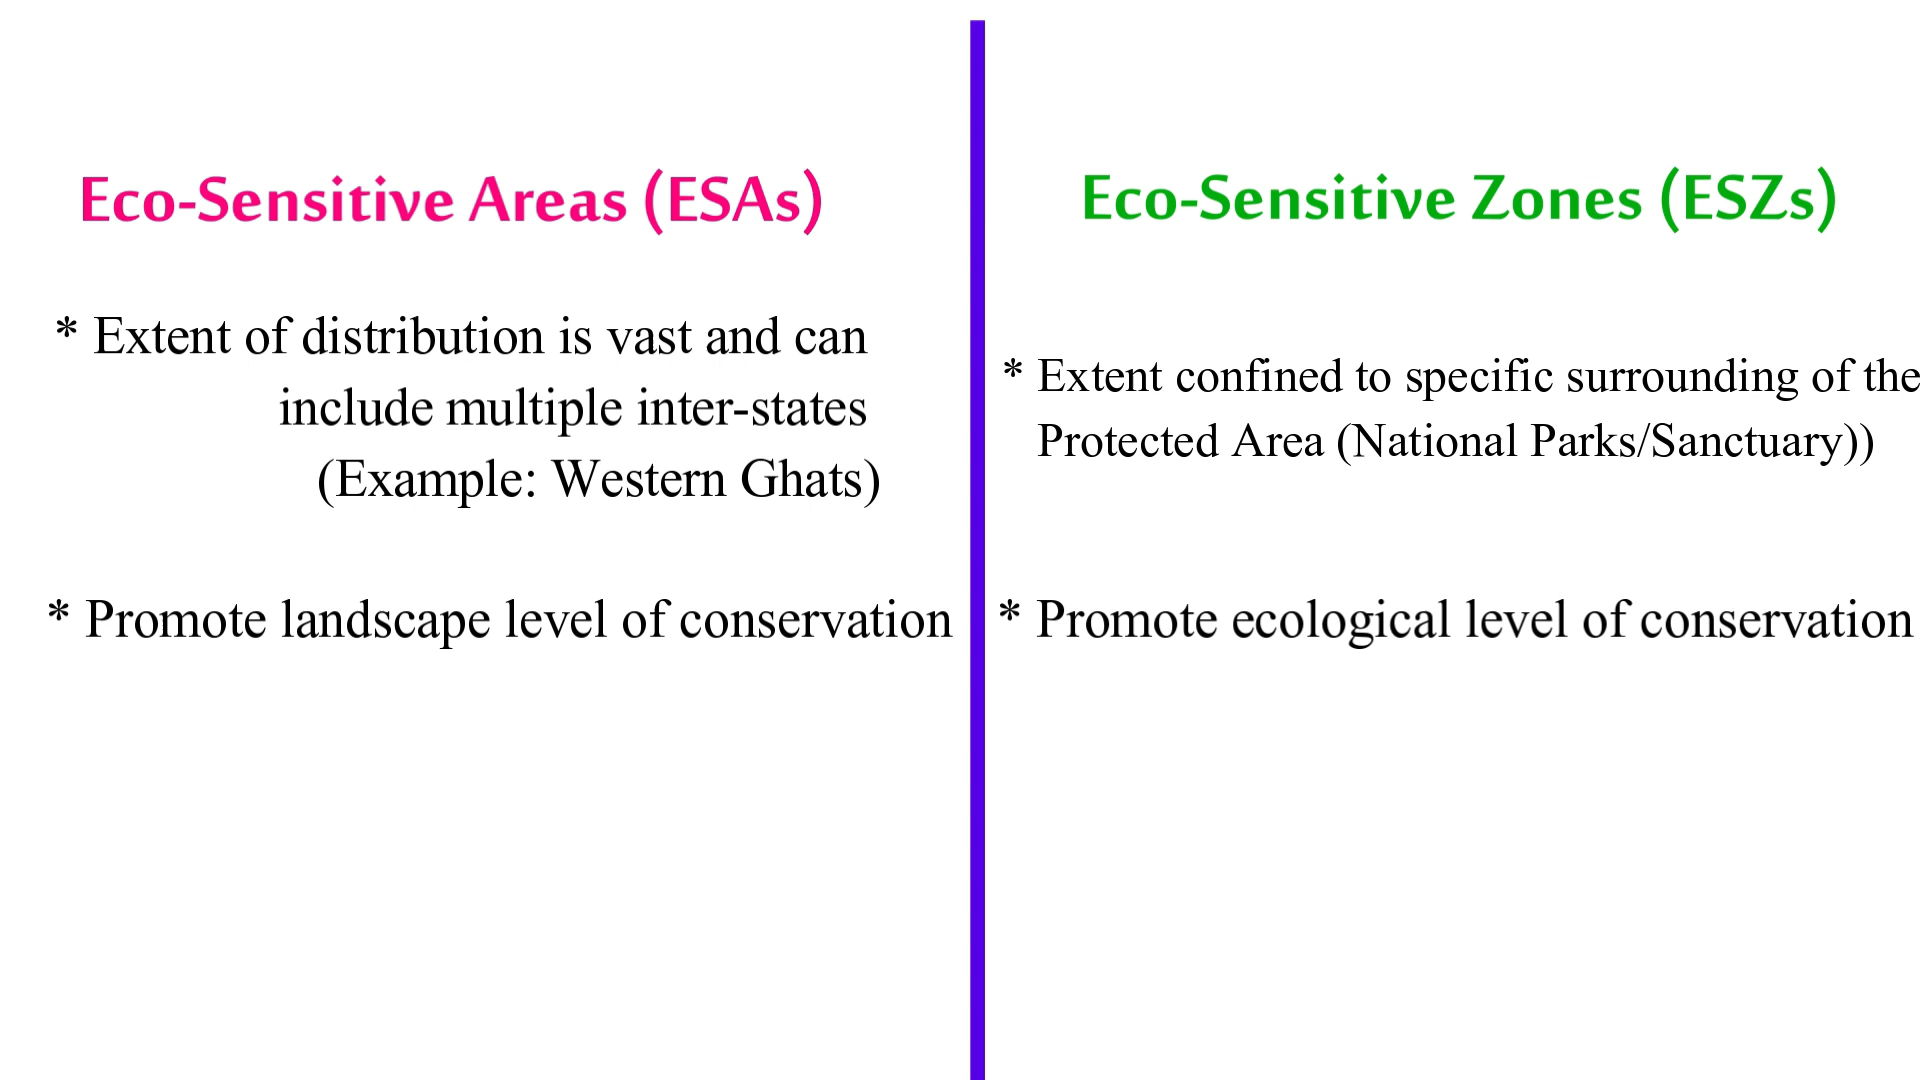 Eco-Sensitive Areas (ESAs)
* Extent of distribution is vast and can
include multiple inter-states
(Example: Western Ghats)
* Promote landscape level of conservation
Eco-Sensitive Zones (ESZs)
* Extent confined to specific surrounding of the
Protected Area (National Parks/Sanctuary))
* Promote ecological level of conservation